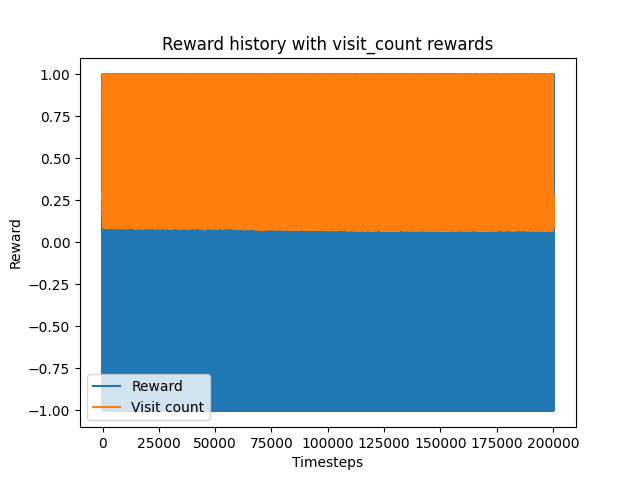 Reward history with visit_count rewards
1.00
0.75
0.50
0.25
0.00
−0.25
−0.50
−0.75
−1.00
Reward
Reward
Visit count
0 25000 50000 75000 100000 125000 150000 175000 200000
Timesteps